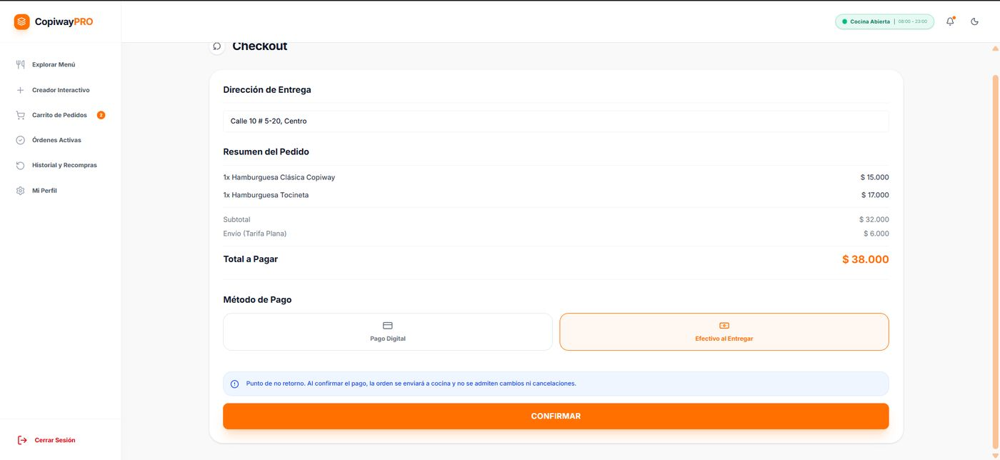 CopiwayPRO
Cocina Abierta | 08:00 - 23:00
Explorar Menú
Creador Interactivo
Carrito de Pedidos 2
Órdenes Activas
Historial y Recompras
Mi Perfil
Cerrar Sesión
Checkout
Dirección de Entrega
Calle 10 # 5-20, Centro
Resumen del Pedido
1x Hamburguesa Clásica Copiway $ 15.000
1x Hamburguesa Tocineta $ 17.000
Subtotal $ 32.000
Envío (Tarifa Plana) $ 6.000
Total a Pagar $ 38.000
Método de Pago
Pago Digital
Efectivo al Entregar
Punto de no retorno. Al confirmar el pago, la orden se enviará a cocina y no se admiten cambios ni cancelaciones.
CONFIRMAR